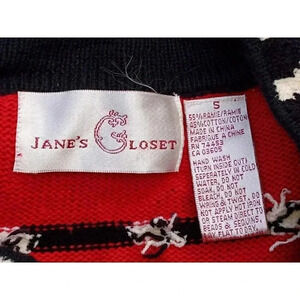 JANE'S CLOSET
S
55%RAMIE/RAMIN
45%COTTON/COTON
MADE IN CHINA
FABRIQUE A CHINE
RN 74453
CA 03605
HAND WASH
(TURN INSIDE OUT)
SEPERATELY IN COLD
WATER, DO NOT
SOAK, DO NOT
BLEACH, DO NOT
WRING & TWIST, DO
NOT APPLY HOT IRON
OR STEAM DIRECT TO
BEADS & SEQUINS,
DRY FLAT TO DRY.